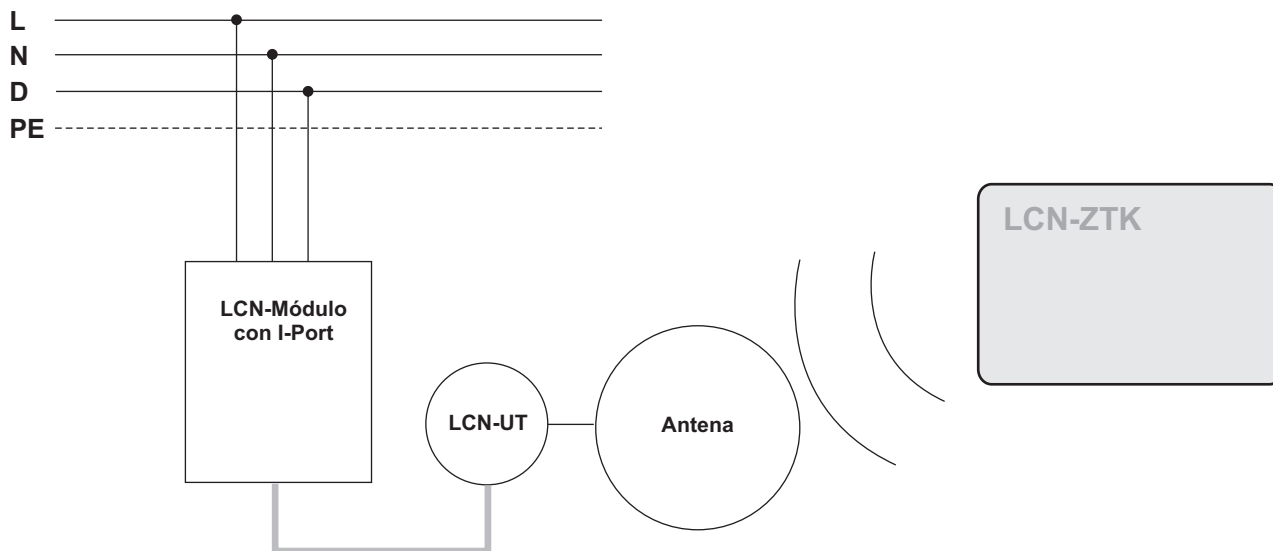 L
N
D
PE
LCN-ZTK
LCN-Módulo
con I-Port
LCN-UT
Antena